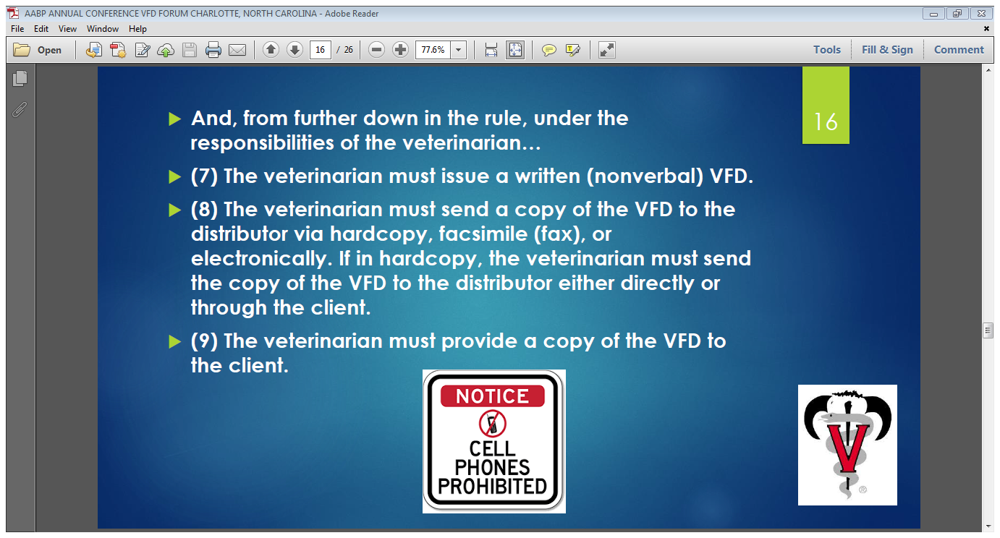 AABP ANNUAL CONFERENCE VFD FORUM CHARLOTTE, NORTH CAROLINA - Adobe Reader
File Edit View Window Help
Open 16 / 26 77.6% Tools Fill & Sign Comment
16
And, from further down in the rule, under the
responsibilities of the veterinarian…
(7) The veterinarian must issue a written (nonverbal) VFD.
(8) The veterinarian must send a copy of the VFD to the
distributor via hardcopy, facsimile (fax), or
electronically. If in hardcopy, the veterinarian must send
the copy of the VFD to the distributor either directly or
through the client.
(9) The veterinarian must provide a copy of the VFD to
the client.
NOTICE
CELL
PHONES
PROHIBITED
V
®